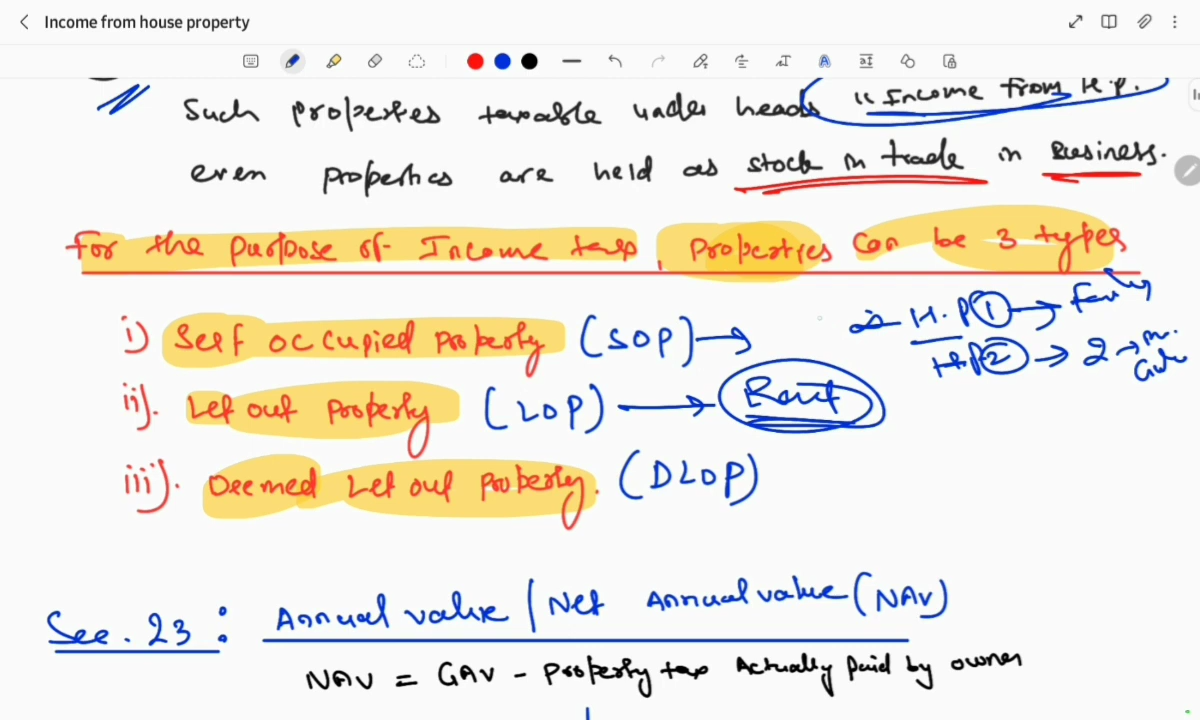 Income from house property
Such properties taxable under heads "Income from H.P.
even properties are held as stock in trade in Business.
For the purpose of Income tax, Properties can be 3 types
i) Self occupied property (SOP) → H.P① →
H.P② → 2 →
ii). Let out property (LOP) → Rent
iii). Deemed Let out property. (DLOP)
Sec. 23 : Annual value / Net Annual value (NAV)
NAV = GAV - Property tax Actually paid by owner